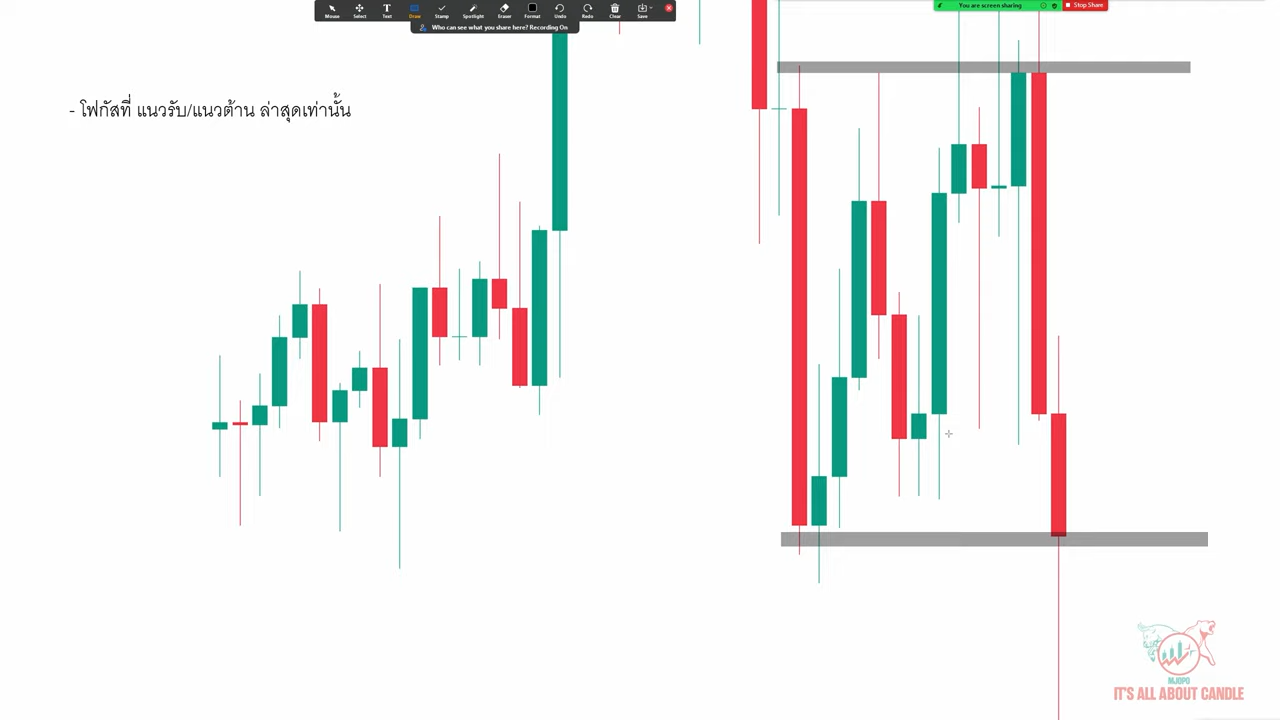 Mouse
Select
Text
Draw
Stamp
Spotlight
Eraser
Format
Undo
Redo
Clear
Save
Who can see what you share here? Recording On
You are screen sharing
Stop Share
- โฟกัสที่ แนวรับ/แนวต้าน ล่าสุดเท่านั้น
MJOPO
IT'S ALL ABOUT CANDLE